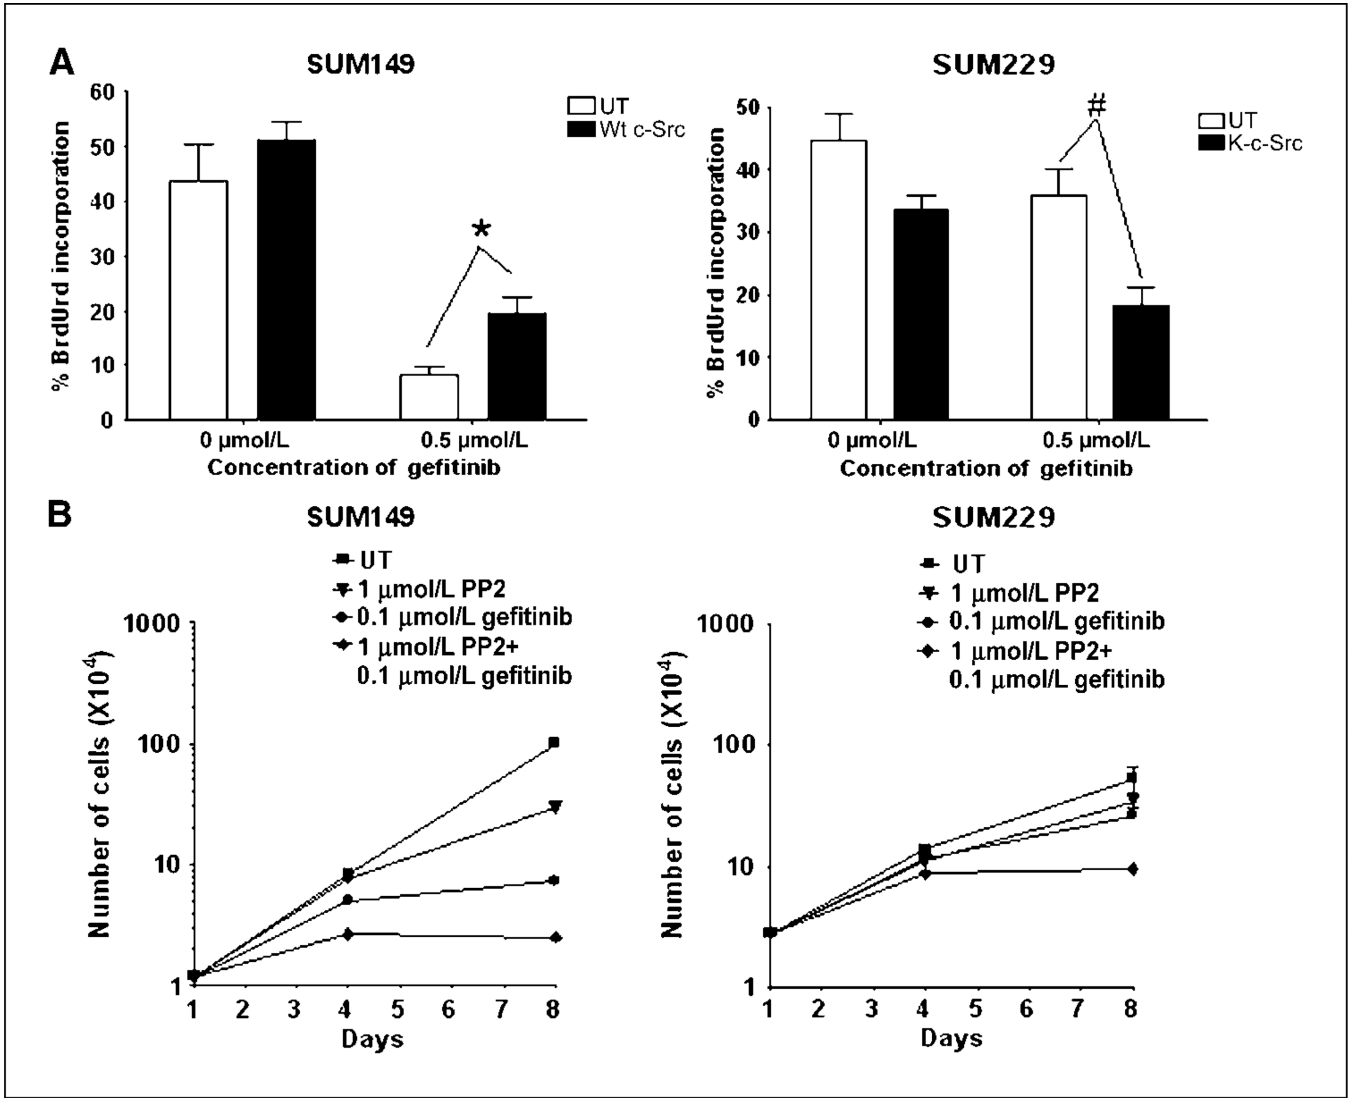 A
SUM149
60
50
40
30
20
10
0
% BrdUrd incorporation
UT
Wt c-Src
*
0 µmol/L
0.5 µmol/L
Concentration of gefitinib
SUM229
50
40
30
20
10
0
% BrdUrd incorporation
UT
K-c-Src
#
0 µmol/L
0.5 µmol/L
Concentration of gefitinib
B
SUM149
UT
1 µmol/L PP2
0.1 µmol/L gefitinib
1 µmol/L PP2+
0.1 µmol/L gefitinib
1000
100
10
1
Number of cells (X10⁴)
1 2 3 4 5 6 7 8
Days
SUM229
UT
1 µmol/L PP2
0.1 µmol/L gefitinib
1 µmol/L PP2+
0.1 µmol/L gefitinib
1000
100
10
1
Number of cells (X10⁴)
1 2 3 4 5 6 7 8
Days